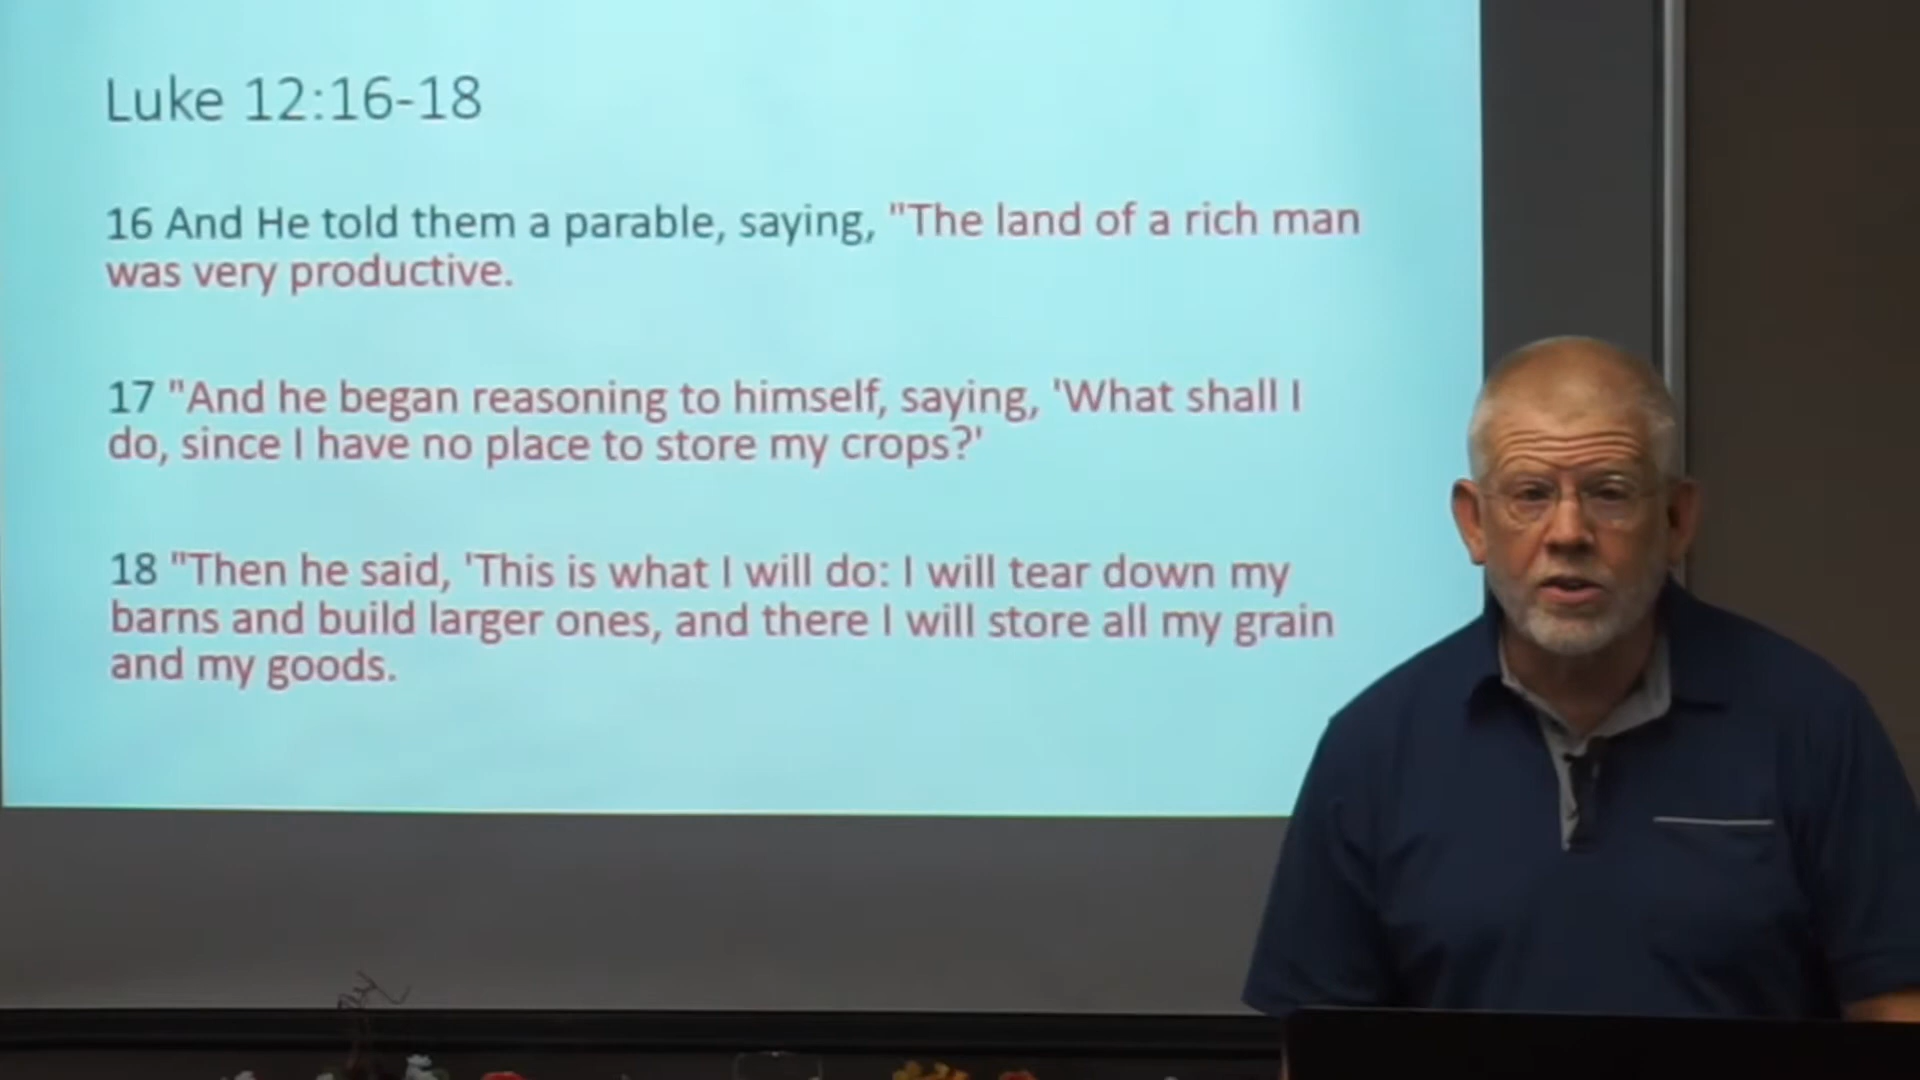 Luke 12:16-18
16 And He told them a parable, saying, "The land of a rich man
was very productive.
17 "And he began reasoning to himself, saying, 'What shall I
do, since I have no place to store my crops?'
18 "Then he said, 'This is what I will do: I will tear down my
barns and build larger ones, and there I will store all my grain
and my goods.